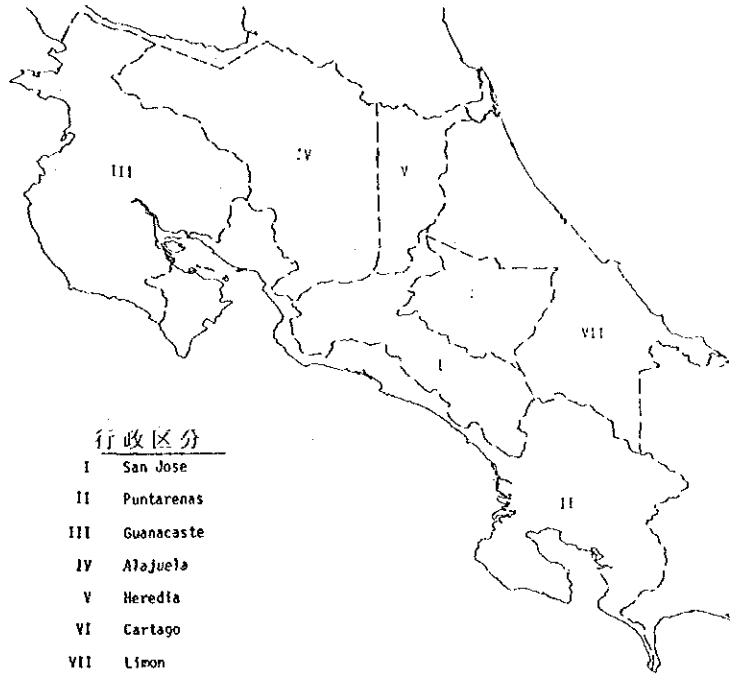 IV
V
III
I
VII
I
II
行政区分
I San Jose
II Puntarenas
III Guanacaste
IV Alajuela
V Heredia
VI Cartago
VII Limon